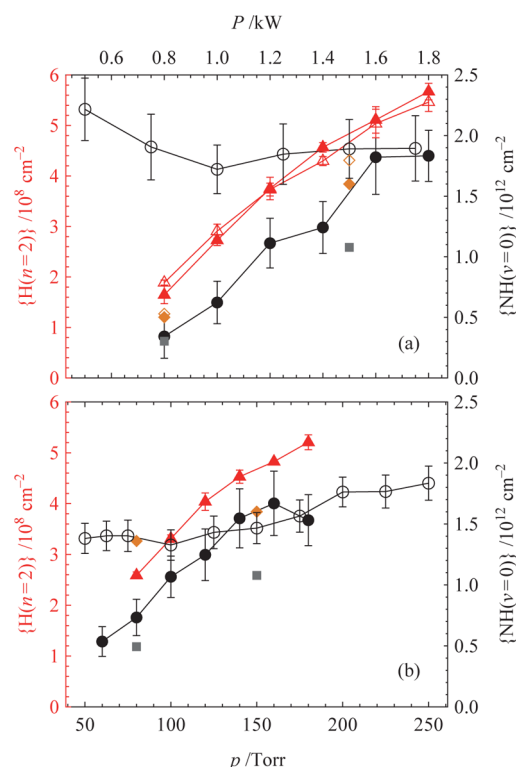 P /kW
0.6 0.8 1.0 1.2 1.4 1.6 1.8
6 2.5
5 2.0
4 1.5
3 1.0
2 0.5
1 0.0
0
{H(n=2)} /10⁸ cm⁻²
{NH(v=0)} /10¹² cm⁻²
(a)
6 2.5
5 2.0
4 1.5
3 1.0
2 0.5
1 0.0
0
{H(n=2)} /10⁸ cm⁻²
{NH(v=0)} /10¹² cm⁻²
(b)
50 100 150 200 250
p /Torr